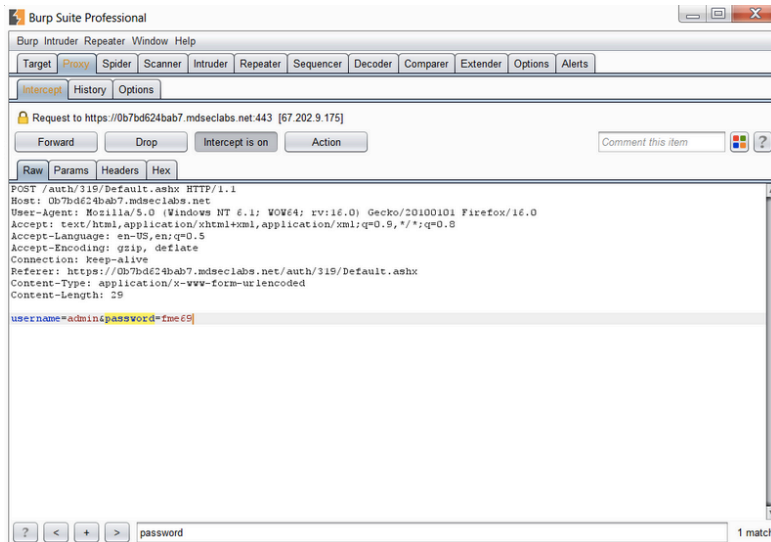 Burp Suite Professional
Burp Intruder Repeater Window Help
Target Proxy Spider Scanner Intruder Repeater Sequencer Decoder Comparer Extender Options Alerts
Intercept History Options
Request to https://0b7bd624bab7.mdseclabs.net:443 [67.202.9.175]
Forward Drop Intercept is on Action Comment this item ?
Raw Params Headers Hex
POST /auth/319/Default.ashx HTTP/1.1
Host: 0b7bd624bab7.mdseclabs.net
User-Agent: Mozilla/5.0 (Windows NT 6.1; WOW64; rv:16.0) Gecko/20100101 Firefox/16.0
Accept: text/html,application/xhtml+xml,application/xml;q=0.9,*/*;q=0.8
Accept-Language: en-US,en;q=0.5
Accept-Encoding: gzip, deflate
Connection: keep-alive
Referer: https://0b7bd624bab7.mdseclabs.net/auth/319/Default.ashx
Content-Type: application/x-www-form-urlencoded
Content-Length: 29
username=admin&password=fme69
? < + > password 1 match